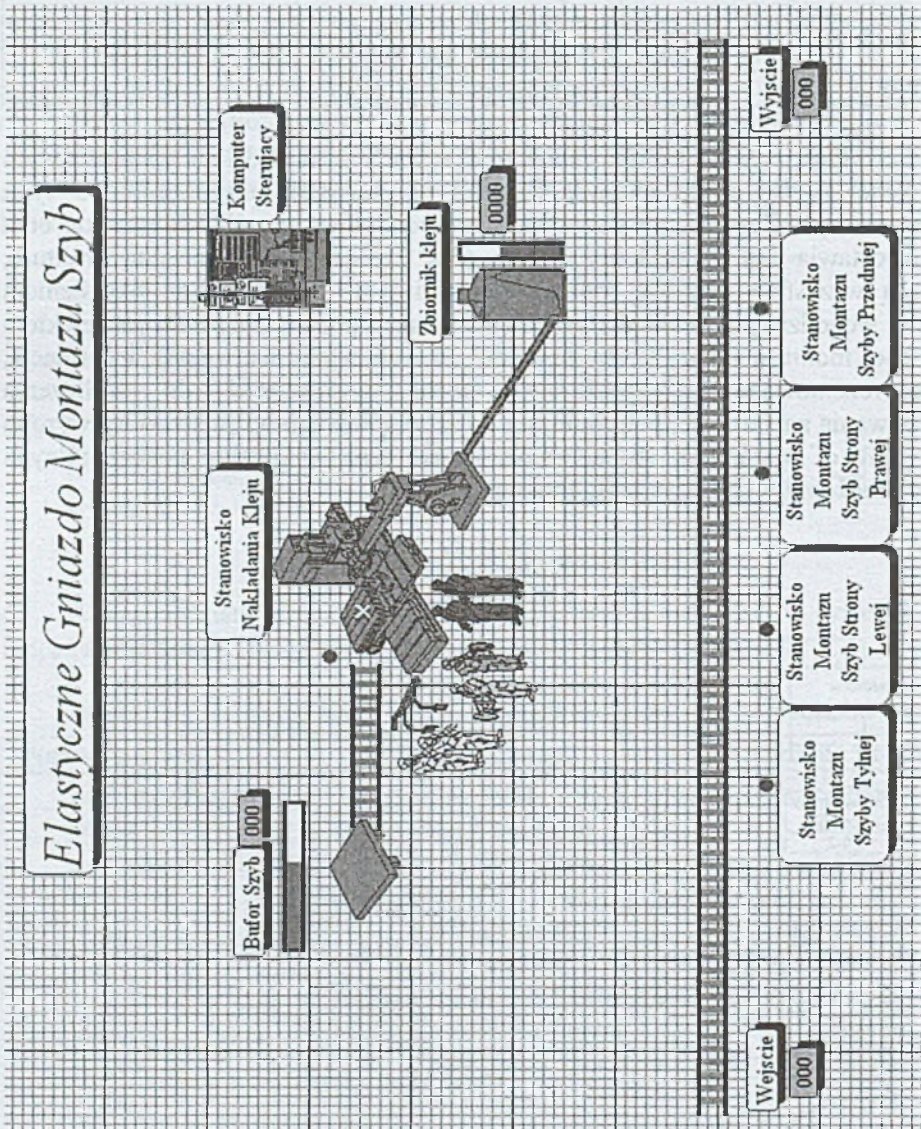 Elastyczne Gniazdo Montazu Szyb
Bufor Szyb
000
Stanowisko
Nakladania Kleju
Komputer
Sterujacy
Zbiornik kleju
0000
Wejscie
000
Stanowisko
Montazu
Szyby Tylnej
Stanowisko
Montazu
Szyb Strony
Lewej
Stanowisko
Montazu
Szyb Strony
Prawej
Stanowisko
Montazu
Szyby Przedniej
Wyjscie
000